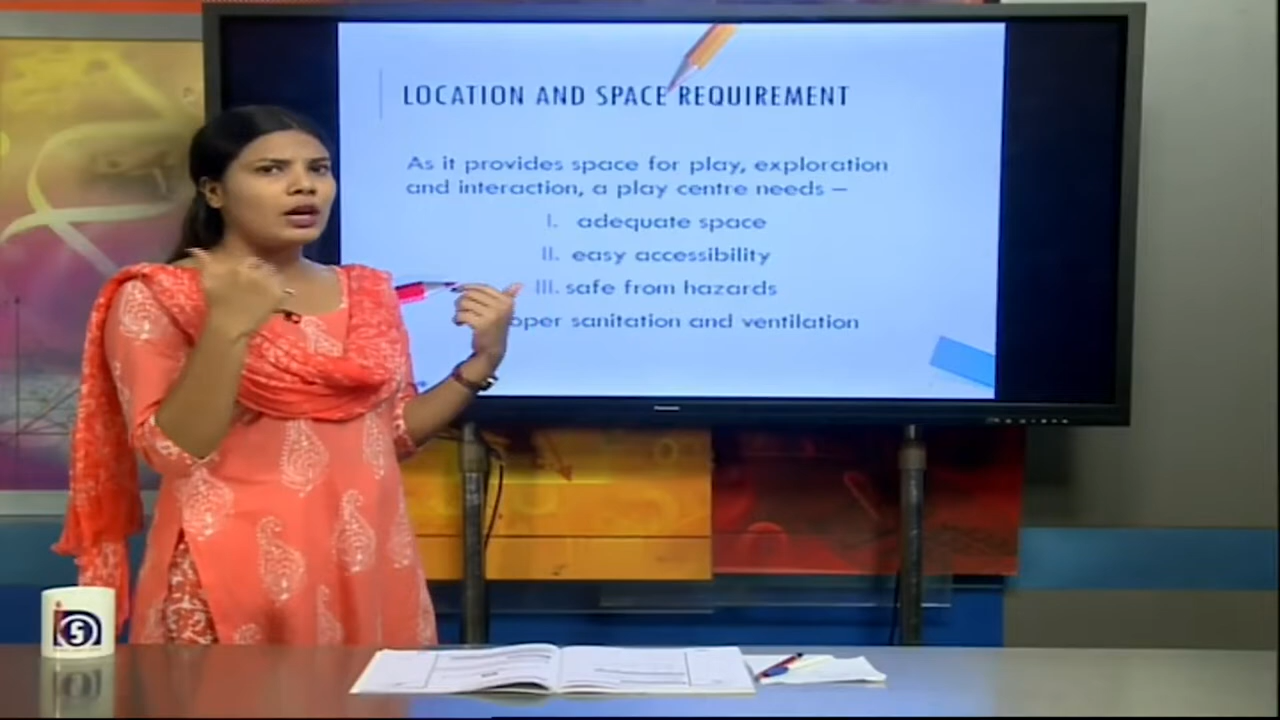 LOCATION AND SPACE REQUIREMENT
As it provides space for play, exploration
and interaction, a play centre needs –
I. adequate space
II. easy accessibility
III. safe from hazards
oper sanitation and ventilation